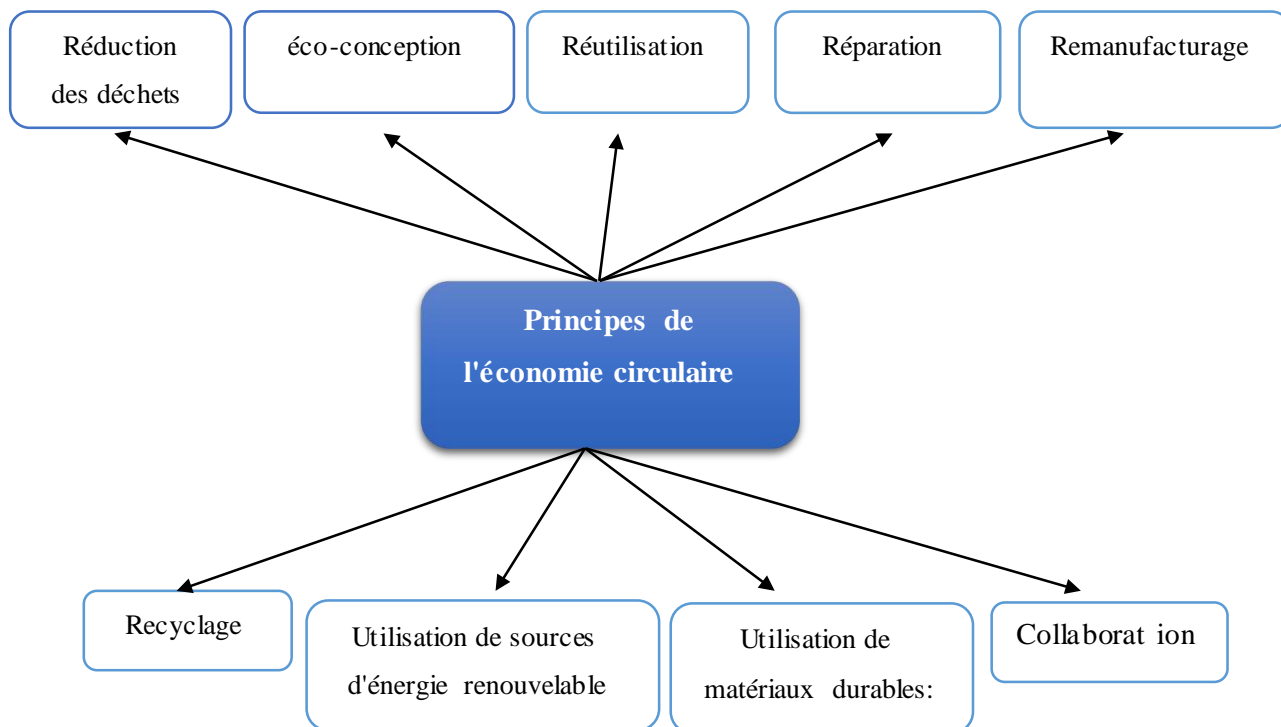 Réduction
des déchets
éco-conception
Réutilisation
Réparation
Remanufacturage
Principes de
l'économie circulaire
Recyclage
Utilisation de sources
d'énergie renouvelable
Utilisation de
matériaux durables:
Collaborat ion